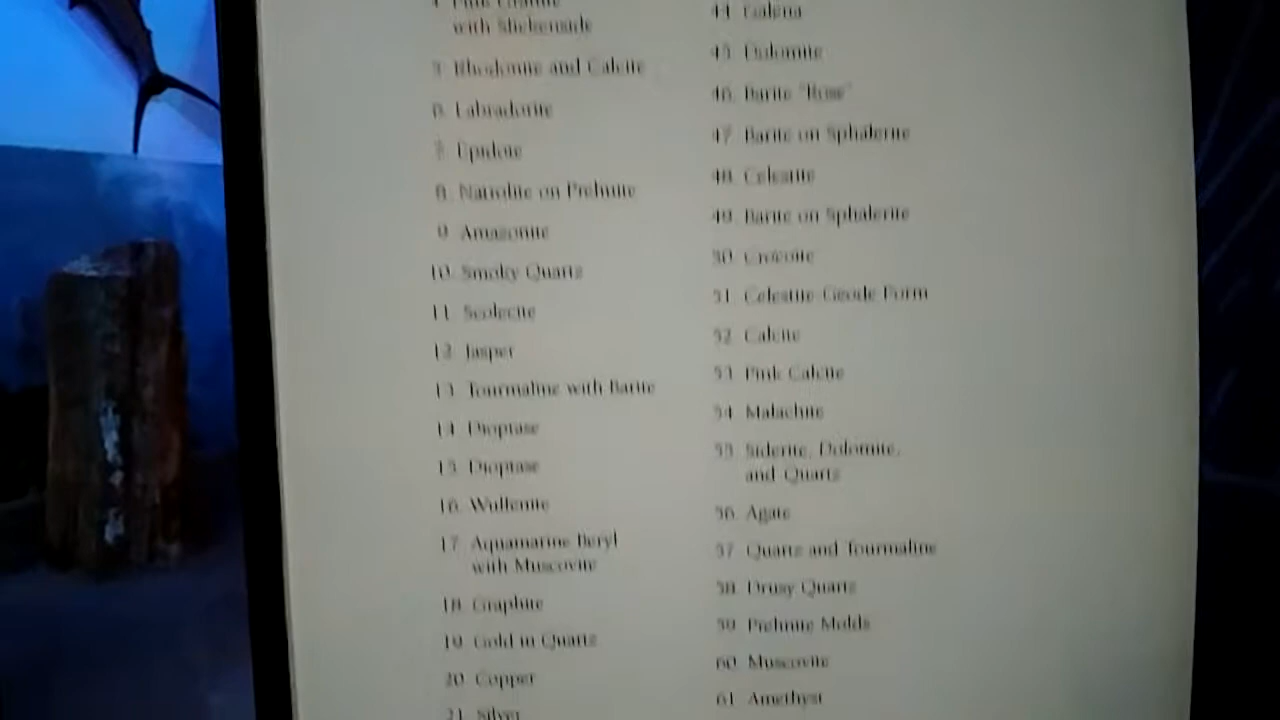 with Slickenside
5. Rhodonite and Calcite
6. Labradorite
7. Epidote
8. Natrolite on Prehnite
9. Amazonite
10. Smoky Quartz
11. Scolecite
12. Jasper
13. Tourmaline with Barite
14. Dioptase
15. Dioptase
16. Wulfenite
17. Aquamarine Beryl
with Muscovite
18. Graphite
19. Gold in Quartz
20. Copper
21. Silver
44. Galena
45. Dolomite
46. Barite "Rose"
47. Barite on Sphalerite
48. Celestite
49. Barite on Sphalerite
50. Crocoite
51. Celestite Geode Form
52. Calcite
53. Pink Calcite
54. Malachite
55. Siderite, Dolomite,
and Quartz
56. Agate
57. Quartz and Tourmaline
58. Drusy Quartz
59. Prehnite Molds
60. Muscovite
61. Amethyst